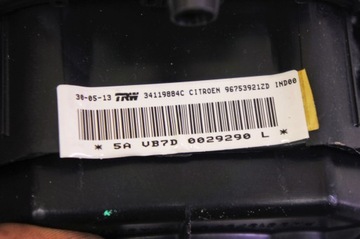 30-05-13 TRW 34119884C CITROEN 96753921ZD IND00
* 5A VB7D 0029290 L *